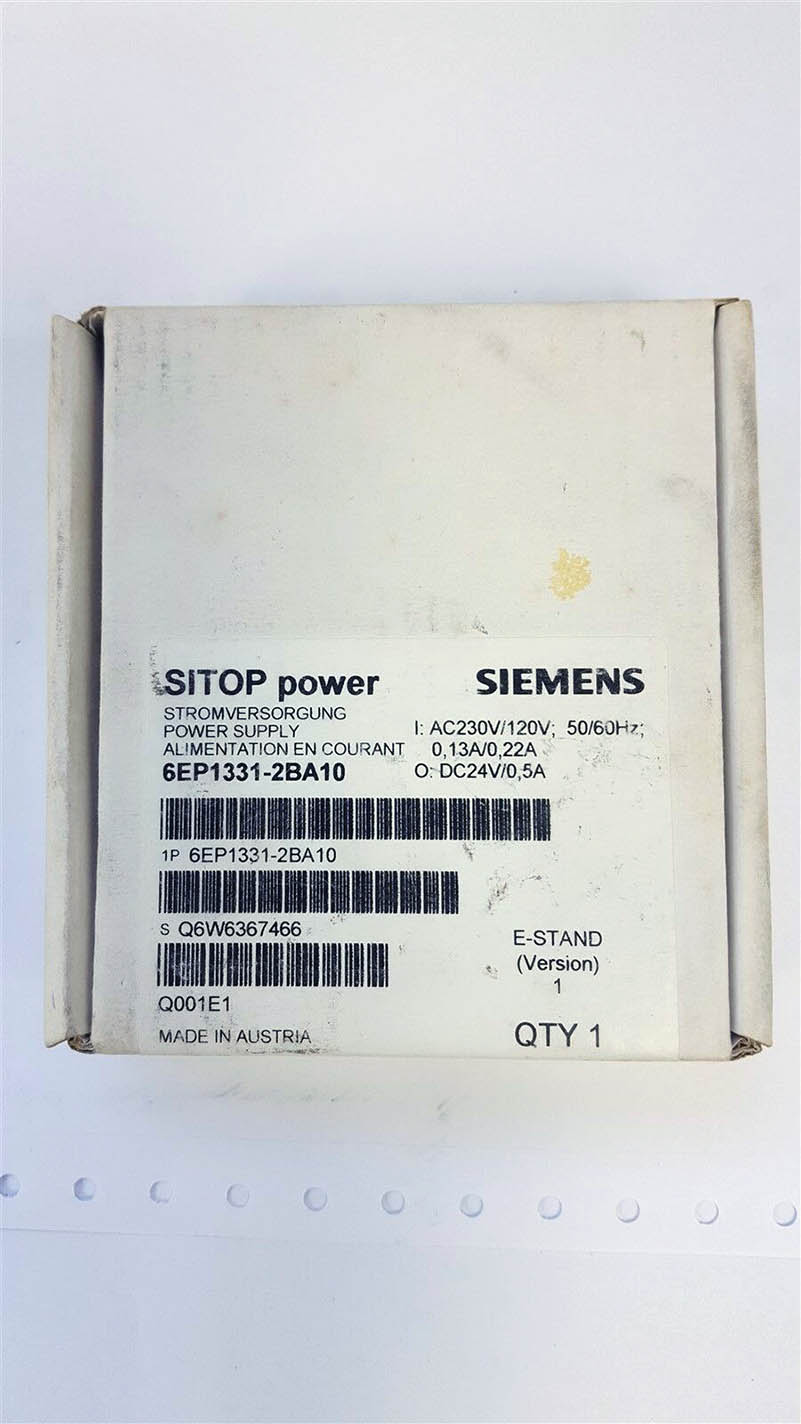 SITOP power SIEMENS
STROMVERSORGUNG
POWER SUPPLY I: AC230V/120V; 50/60Hz;
ALIMENTATION EN COURANT 0,13A/0,22A
6EP1331-2BA10 O: DC24V/0,5A
1P 6EP1331-2BA10
S Q6W6367466
E-STAND
(Version)
1
Q001E1
MADE IN AUSTRIA QTY 1